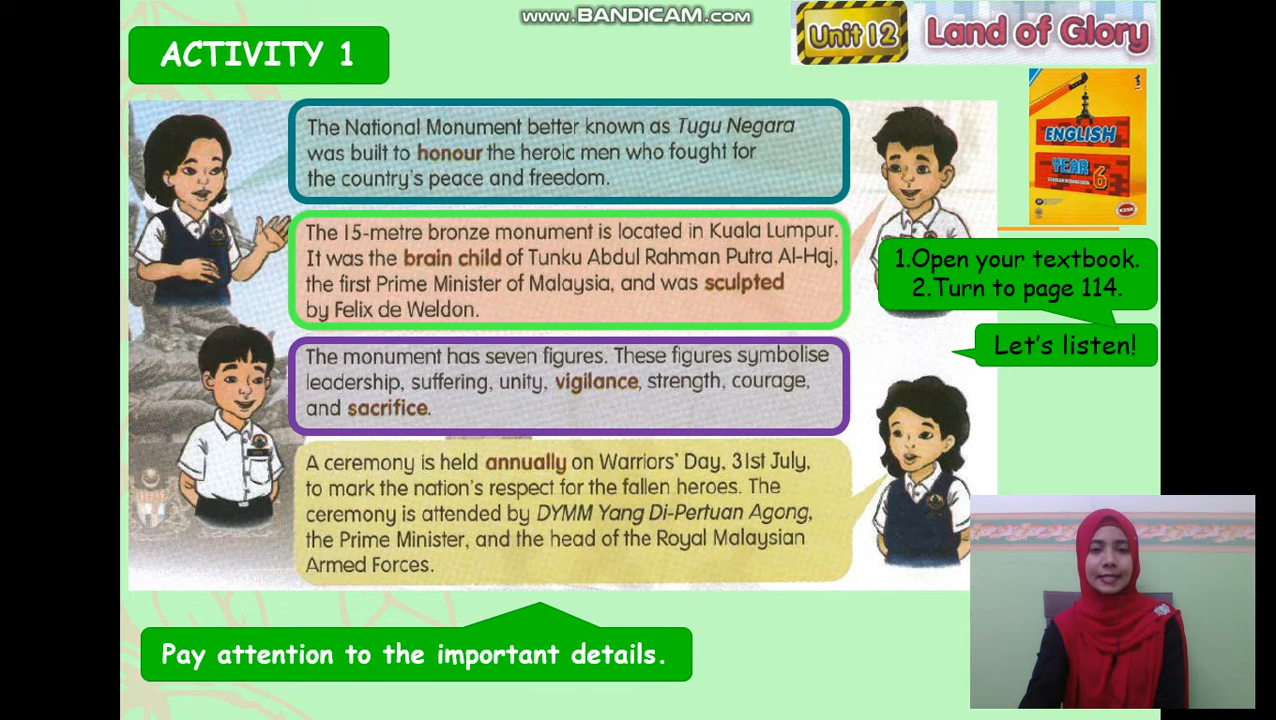 www.BANDICAM.com
ACTIVITY 1
Unit 12
Land of Glory
The National Monument better known as Tugu Negara
was built to honour the heroic men who fought for
the country's peace and freedom.
The 15-metre bronze monument is located in Kuala Lumpur.
It was the brain child of Tunku Abdul Rahman Putra Al-Haj,
the first Prime Minister of Malaysia, and was sculpted
by Felix de Weldon.
The monument has seven figures. These figures symbolise
leadership, suffering, unity, vigilance, strength, courage,
and sacrifice.
A ceremony is held annually on Warriors' Day, 31st July,
to mark the nation's respect for the fallen heroes. The
ceremony is attended by DYMM Yang Di-Pertuan Agong,
the Prime Minister, and the head of the Royal Malaysian
Armed Forces.
ENGLISH
YEAR 6
1.Open your textbook.
2.Turn to page 114.
Let's listen!
Pay attention to the important details.